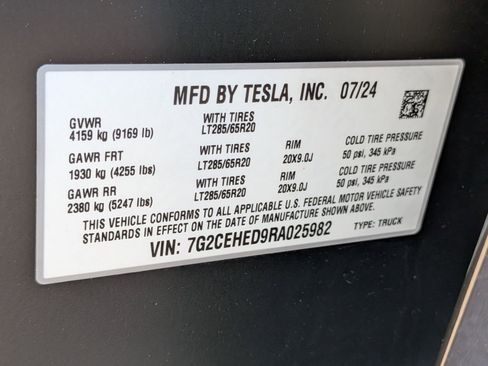 MFD BY TESLA, INC. 07/24
GVWR WITH TIRES
4159 kg (9169 lb) LT285/65R20
GAWR FRT WITH TIRES RIM COLD TIRE PRESSURE
1930 kg (4255 lb) LT285/65R20 20X9.0J 50 psi, 345 kPa
GAWR RR WITH TIRES RIM COLD TIRE PRESSURE
2380 kg (5247 lb) LT285/65R20 20X9.0J 50 psi, 345 kPa
THIS VEHICLE CONFORMS TO ALL APPLICABLE U.S. FEDERAL MOTOR VEHICLE SAFETY
STANDARDS IN EFFECT ON THE DATE OF MANUFACTURE SHOWN ABOVE.
VIN: 7G2CEHED9RA025982 TYPE: TRUCK